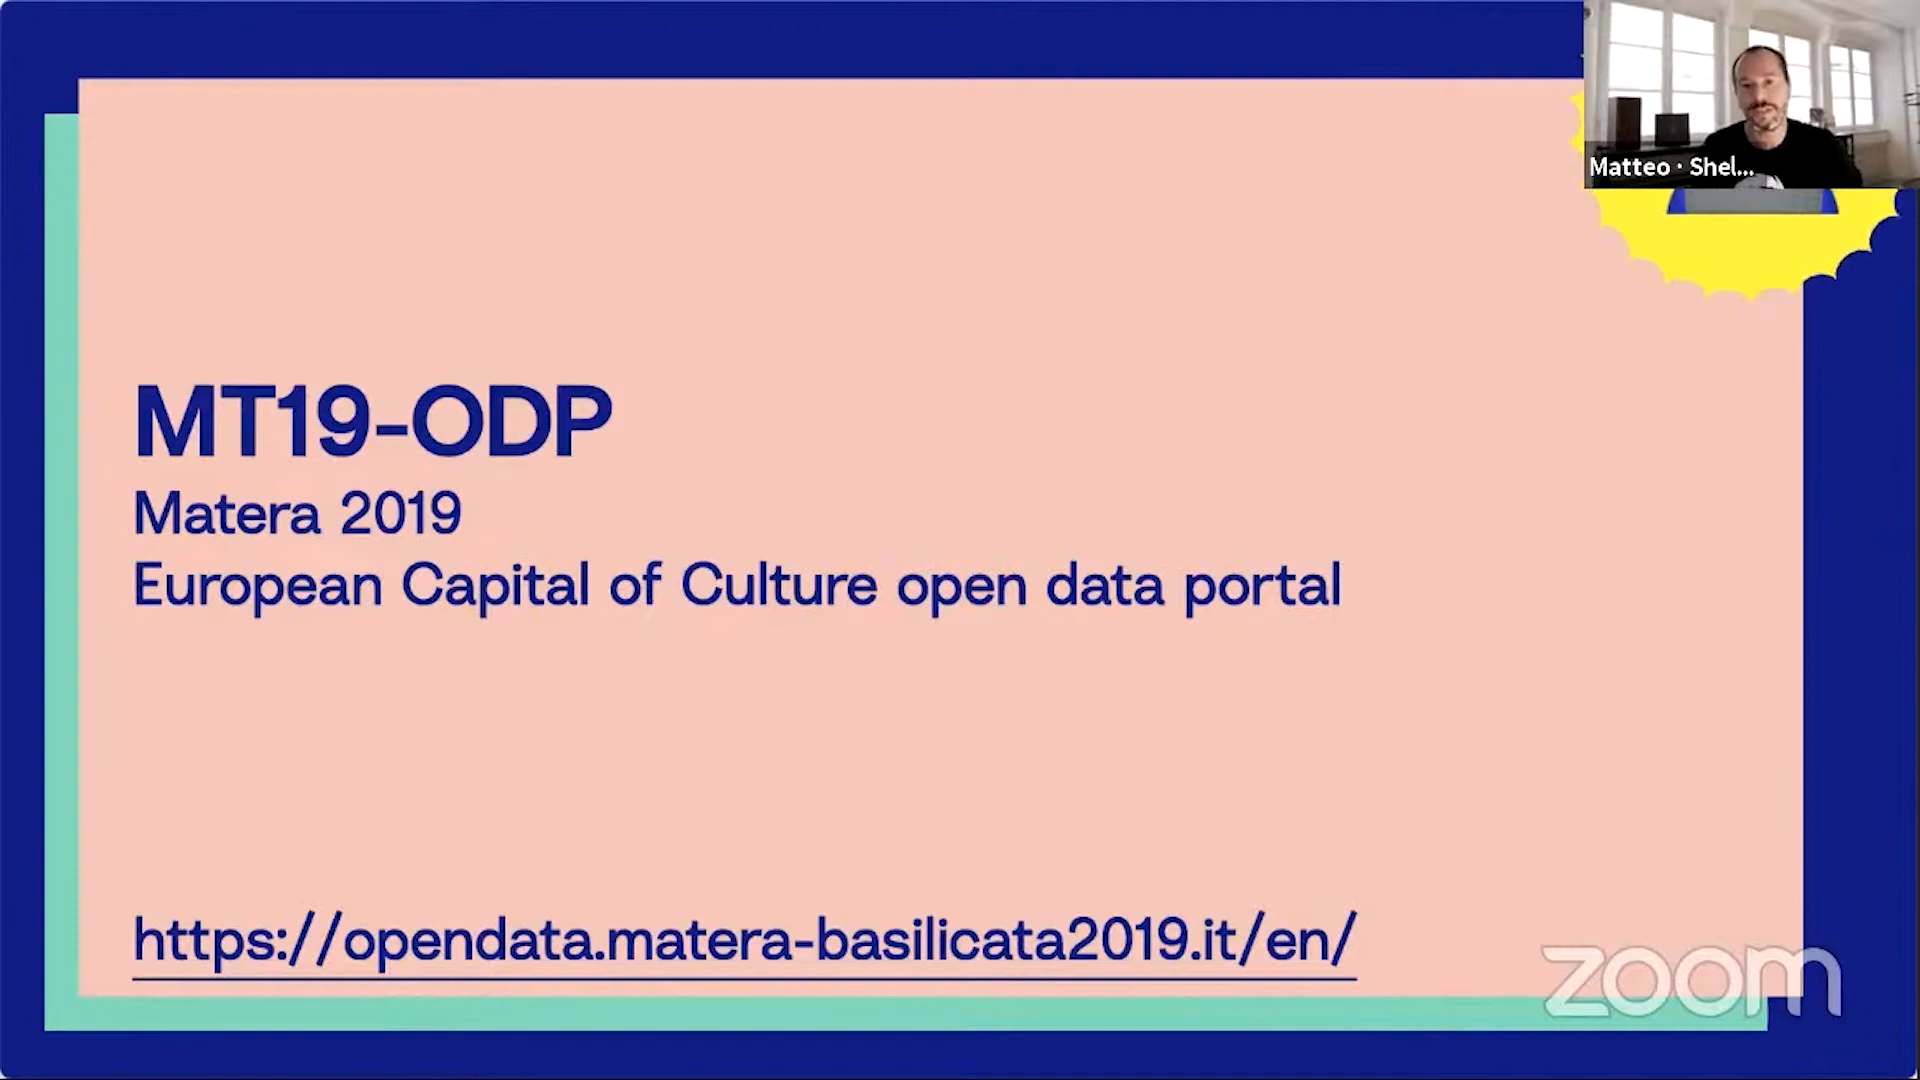 Matteo · Shel...
MT19-ODP
Matera 2019
European Capital of Culture open data portal
https://opendata.matera-basilicata2019.it/en/
zoom